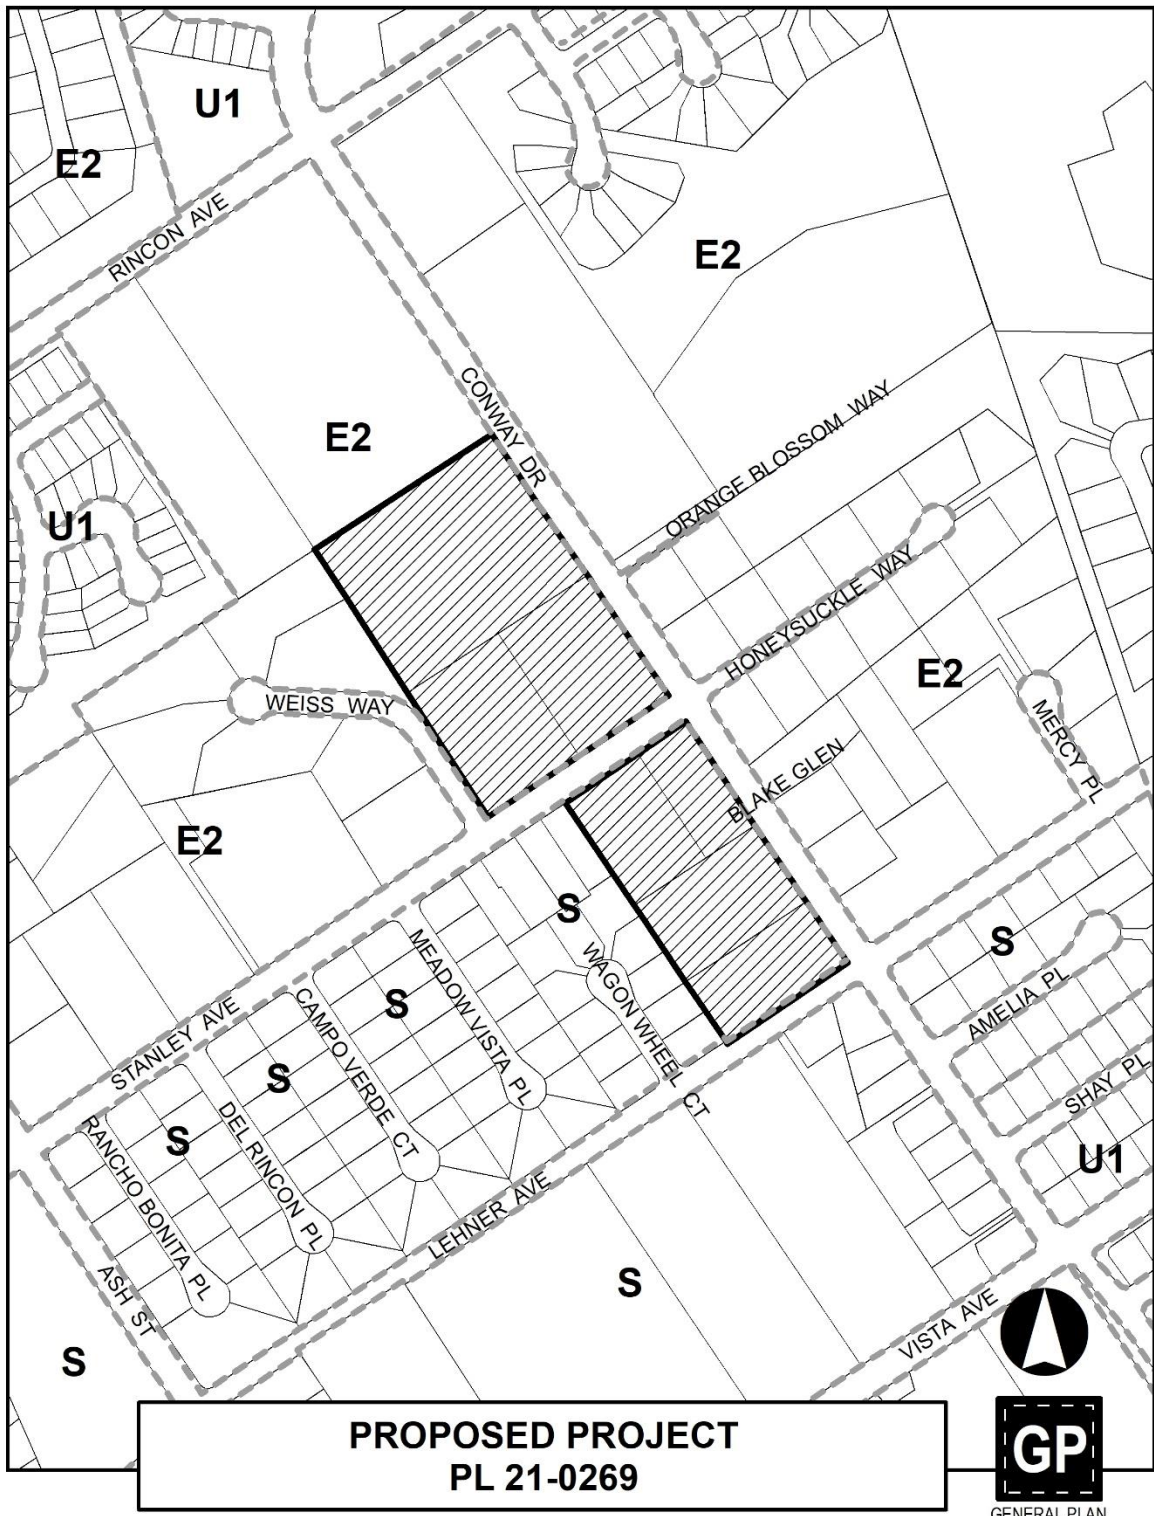 U1
E2
RINCON AVE
E2
CONWAY DR
E2
ORANGE BLOSSOM WAY
U1
HONEYSUCKLE WAY
E2
WEISS WAY
MERCY PL
BLAKE GLEN
E2
S
S
MEADOW VISTA PL
WAGON WHEEL CT
AMELIA PL
S
CAMPO VERDE CT
STANLEY AVE
S
DEL RINCON PL
SHAY PL
S
RANCHO BONITA PL
U1
LEHNER AVE
ASH ST
S
VISTA AVE
S
PROPOSED PROJECT
PL 21-0269
GP
GENERAL PLAN